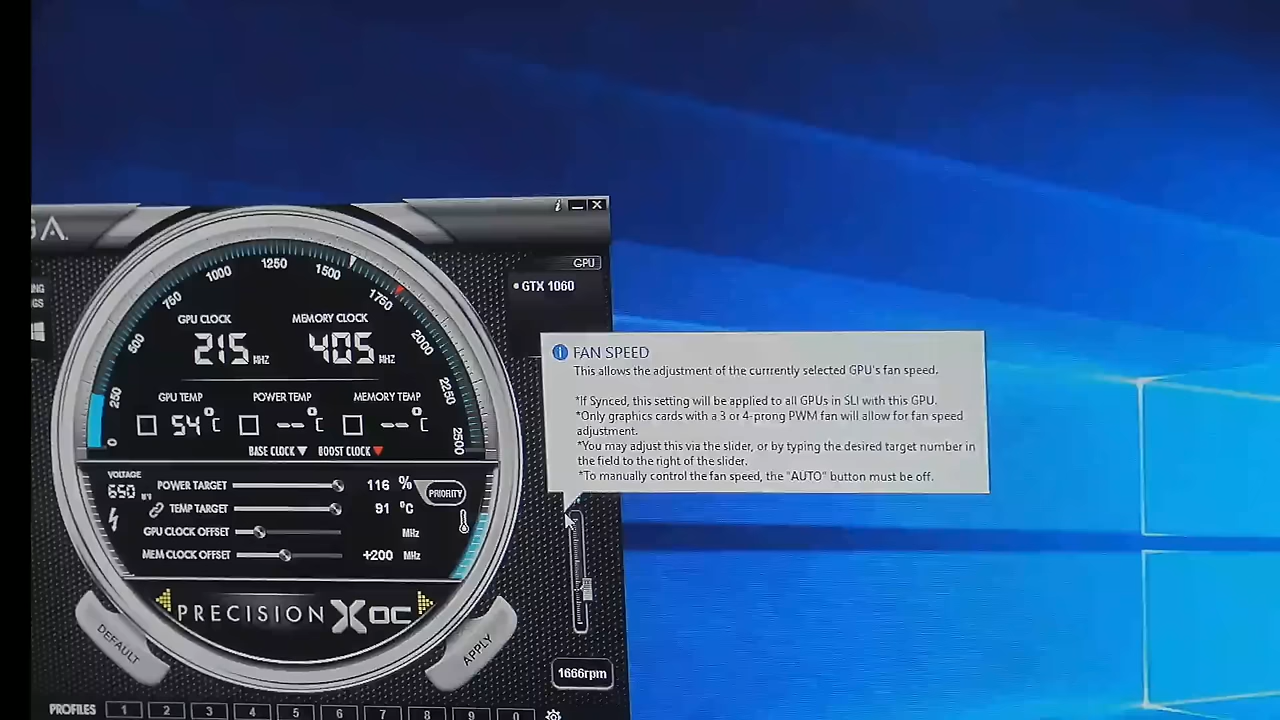 GA.
GPU
GTX 1060
0
250
500
750
1000
1250
1500
1750
2000
2250
2500
GPU CLOCK
215 MHZ
MEMORY CLOCK
405 MHZ
GPU TEMP
54°C
POWER TEMP
--°C
MEMORY TEMP
--°C
BASE CLOCK BOOST CLOCK
VOLTAGE
650
POWER TARGET 116 %
PRIORITY
TEMP TARGET 91 °C
GPU CLOCK OFFSET MHz
MEM CLOCK OFFSET +200 MHz
PRECISION XOC
DEFAULT
APPLY
1666rpm
PROFILES 1 2 3 4 5 6 7 8 9 0
FAN SPEED
This allows the adjustment of the currrently selected GPU's fan speed.
*If Synced, this setting will be applied to all GPUs in SLI with this GPU.
*Only graphics cards with a 3 or 4-prong PWM fan will allow for fan speed
adjustment.
*You may adjust this via the slider, or by typing the desired target number in
the field to the right of the slider.
*To manually control the fan speed, the "AUTO" button must be off.